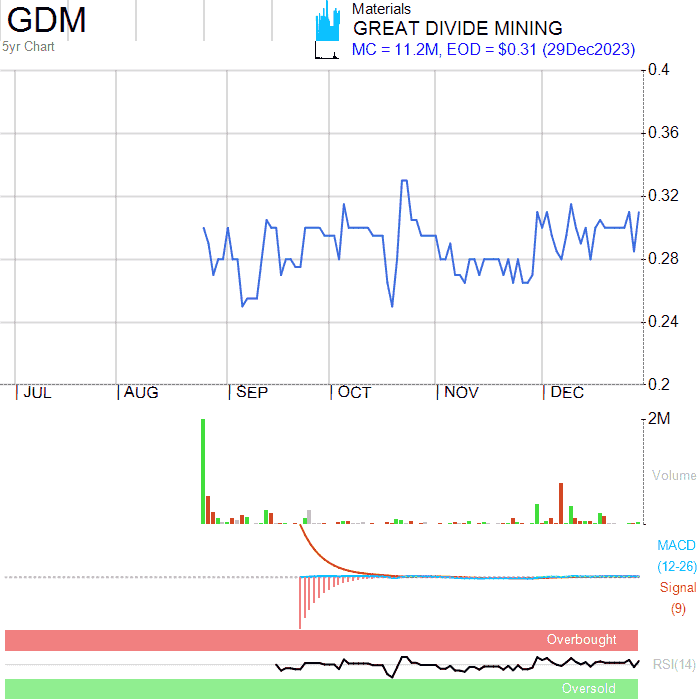 GDM
5yr Chart
Materials
GREAT DIVIDE MINING
MC = 11.2M, EOD = $0.31 (29Dec2023)
0.4
0.36
0.32
0.28
0.24
0.2
JUL AUG SEP OCT NOV DEC
2M
Volume
MACD
(12-26)
Signal
(9)
Overbought
RSI(14)
Oversold